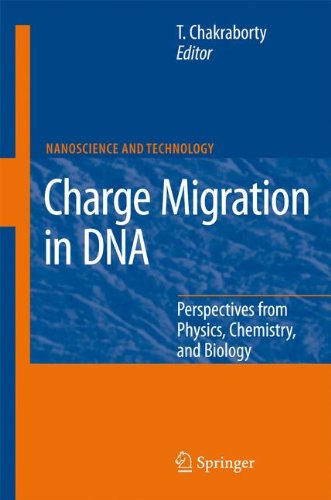 T. Chakraborty
Editor
NANOSCIENCE AND TECHNOLOGY
Charge Migration
in DNA
Perspectives from
Physics, Chemistry,
and Biology
Springer